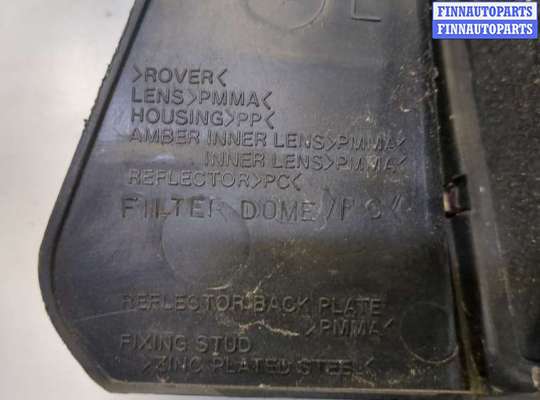 FINNAUTOPARTS
FINNAUTOPARTS
L
>ROVER<
LENS>PMMA<
HOUSING>PP<
AMBER INNER LENS>PMMA<
INNER LENS>PMMA<
REFLECTOR>PC<
FILTER DOME
REFLECTOR BACK PLATE
>PMMA<
FIXING STUD
>ZINC PLATED STEEL<